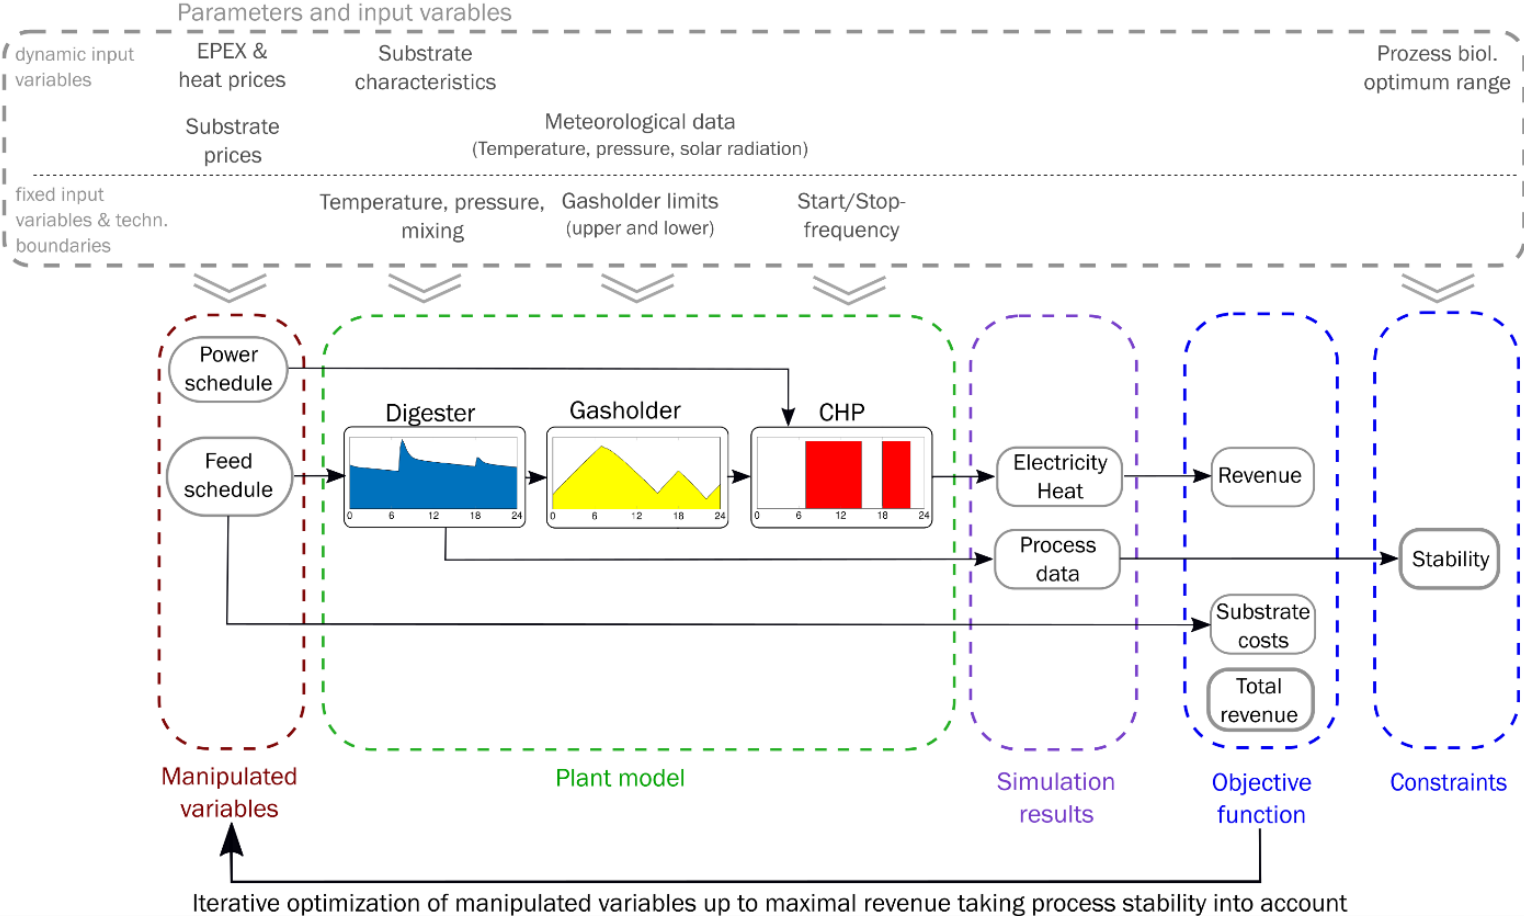 Parameters and input varables
dynamic input
variables
EPEX &
heat prices
Substrate
characteristics
Prozess biol.
optimum range
Substrate
prices
Meteorological data
(Temperature, pressure, solar radiation)
fixed input
variables & techn.
boundaries
Temperature, pressure,
mixing
Gasholder limits
(upper and lower)
Start/Stop-
frequency
Power
schedule
Feed
schedule
Digester
0 6 12 18 24
Gasholder
0 6 12 18 24
CHP
0 6 12 18 24
Electricity
Heat
Process
data
Revenue
Substrate
costs
Total
revenue
Stability
Manipulated
variables
Plant model
Simulation
results
Objective
function
Constraints
Iterative optimization of manipulated variables up to maximal revenue taking process stability into account